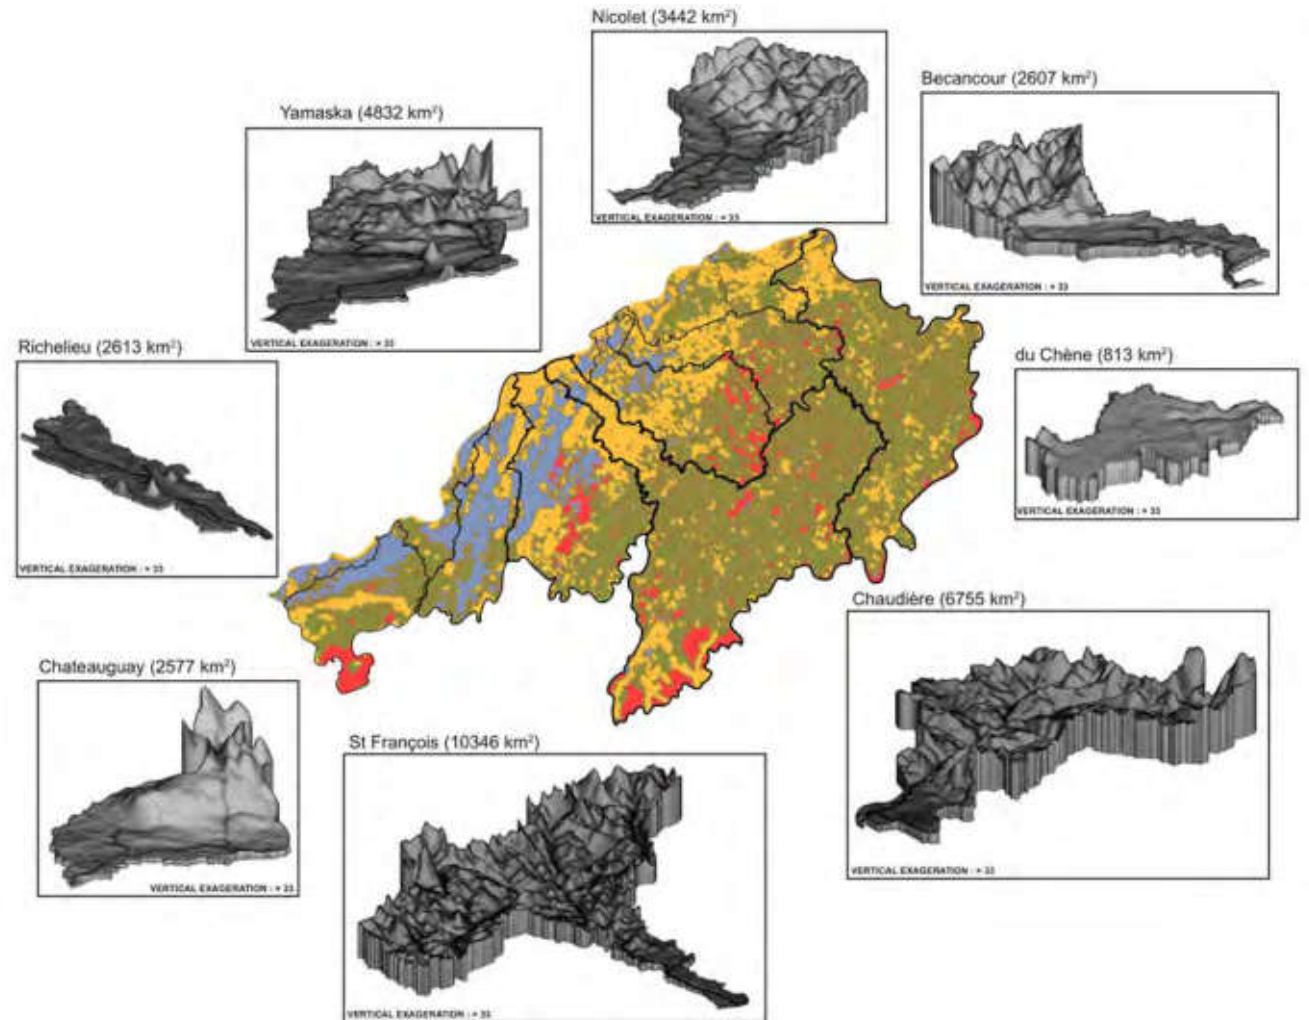 Nicolet (3442 km²)
VERTICAL EXAGERATION : × 33
Becancour (2607 km²)
VERTICAL EXAGERATION : × 33
Yamaska (4832 km²)
VERTICAL EXAGERATION : × 33
Richelieu (2613 km²)
VERTICAL EXAGERATION : × 33
du Chène (813 km²)
VERTICAL EXAGERATION : × 33
Chaudière (6755 km²)
VERTICAL EXAGERATION : × 33
Chateauguay (2577 km²)
VERTICAL EXAGERATION : × 33
St François (10346 km²)
VERTICAL EXAGERATION : × 33